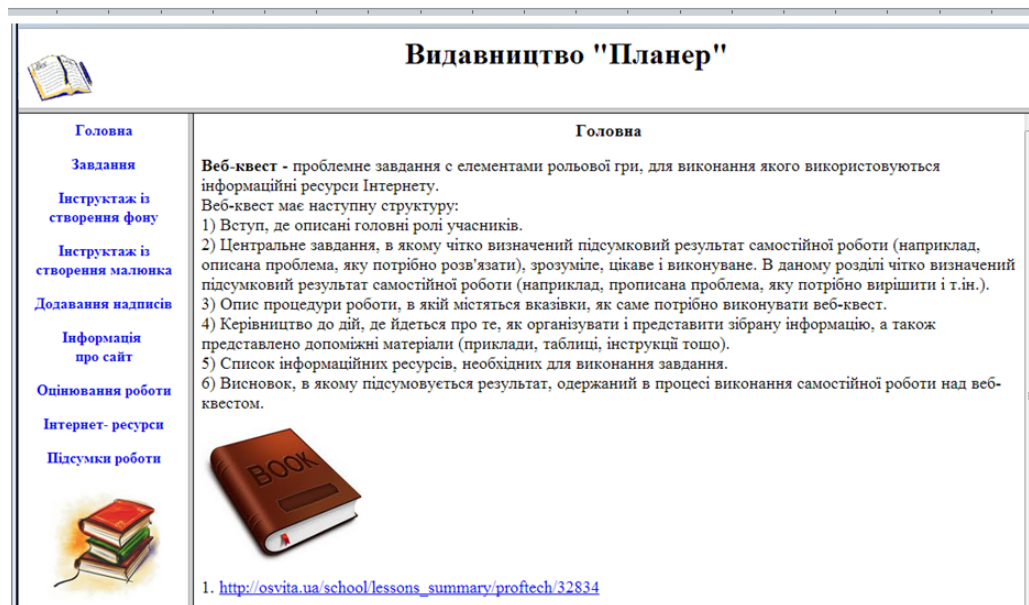 Видавництво "Планер"
Головна
Завдання
Інструктаж із
створення фону
Інструктаж із
створення малюнка
Додавання надписів
Інформація
про сайт
Оцінювання роботи
Інтернет- ресурси
Підсумки роботи
Головна
Веб-квест - проблемне завдання с елементами рольової гри, для виконання якого використовуються
інформаційні ресурси Інтернету.
Веб-квест має наступну структуру:
1) Вступ, де описані головні ролі учасників.
2) Центральне завдання, в якому чітко визначений підсумковий результат самостійної роботи (наприклад,
описана проблема, яку потрібно розв'язати), зрозуміле, цікаве і виконуване. В даному розділі чітко визначений
підсумковий результат самостійної роботи (наприклад, прописана проблема, яку потрібно вирішити і т.ін.).
3) Опис процедури роботи, в якій містяться вказівки, як саме потрібно виконувати веб-квест.
4) Керівництво до дій, де йдеться про те, як організувати і представити зібрану інформацію, а також
представлено допоміжні матеріали (приклади, таблиці, інструкції тощо).
5) Список інформаційних ресурсів, необхідних для виконання завдання.
6) Висновок, в якому підсумовується результат, одержаний в процесі виконання самостійної роботи над веб-
квестом.
BOOK
1. http://osvita.ua/school/lessons_summary/proftech/32834